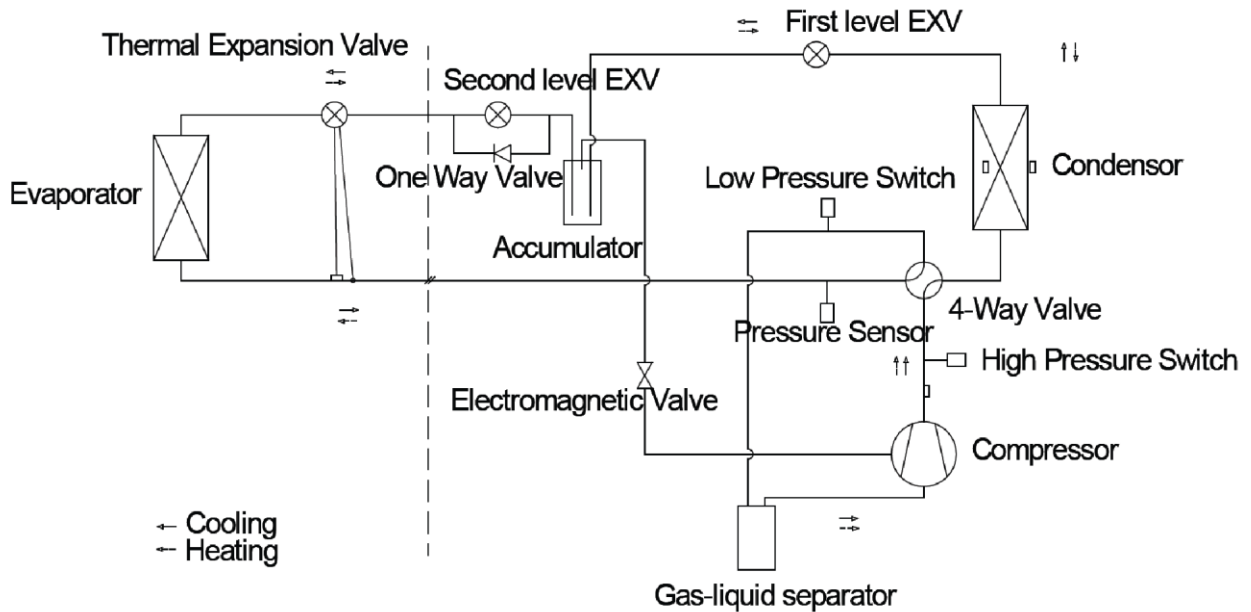 First level EXV
Thermal Expansion Valve
Second level EXV
One Way Valve
Low Pressure Switch
Condensor
Evaporator
Accumulator
4-Way Valve
Pressure Sensor
High Pressure Switch
Electromagnetic Valve
Compressor
Cooling
Heating
Gas-liquid separator